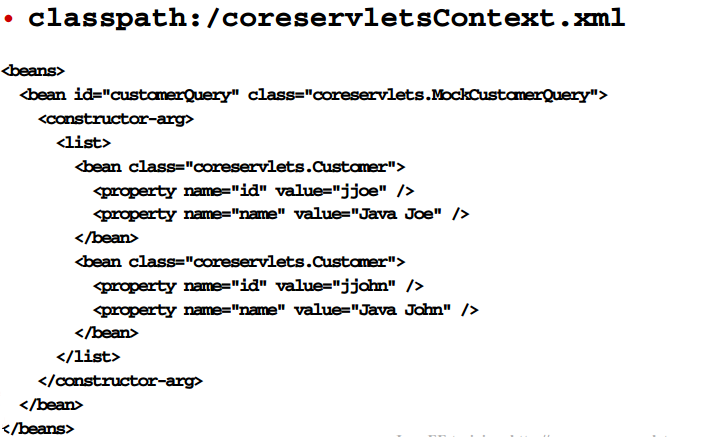 • classpath:/coreservletsContext.xml
<beans>
  <bean id="customerQuery" class="coreservlets.MockCustomerQuery">
    <constructor-arg>
      <list>
        <bean class="coreservlets.Customer">
          <property name="id" value="jjoe" />
          <property name="name" value="Java Joe" />
        </bean>
        <bean class="coreservlets.Customer">
          <property name="id" value="jjohn" />
          <property name="name" value="Java John" />
        </bean>
      </list>
    </constructor-arg>
  </bean>
</beans>